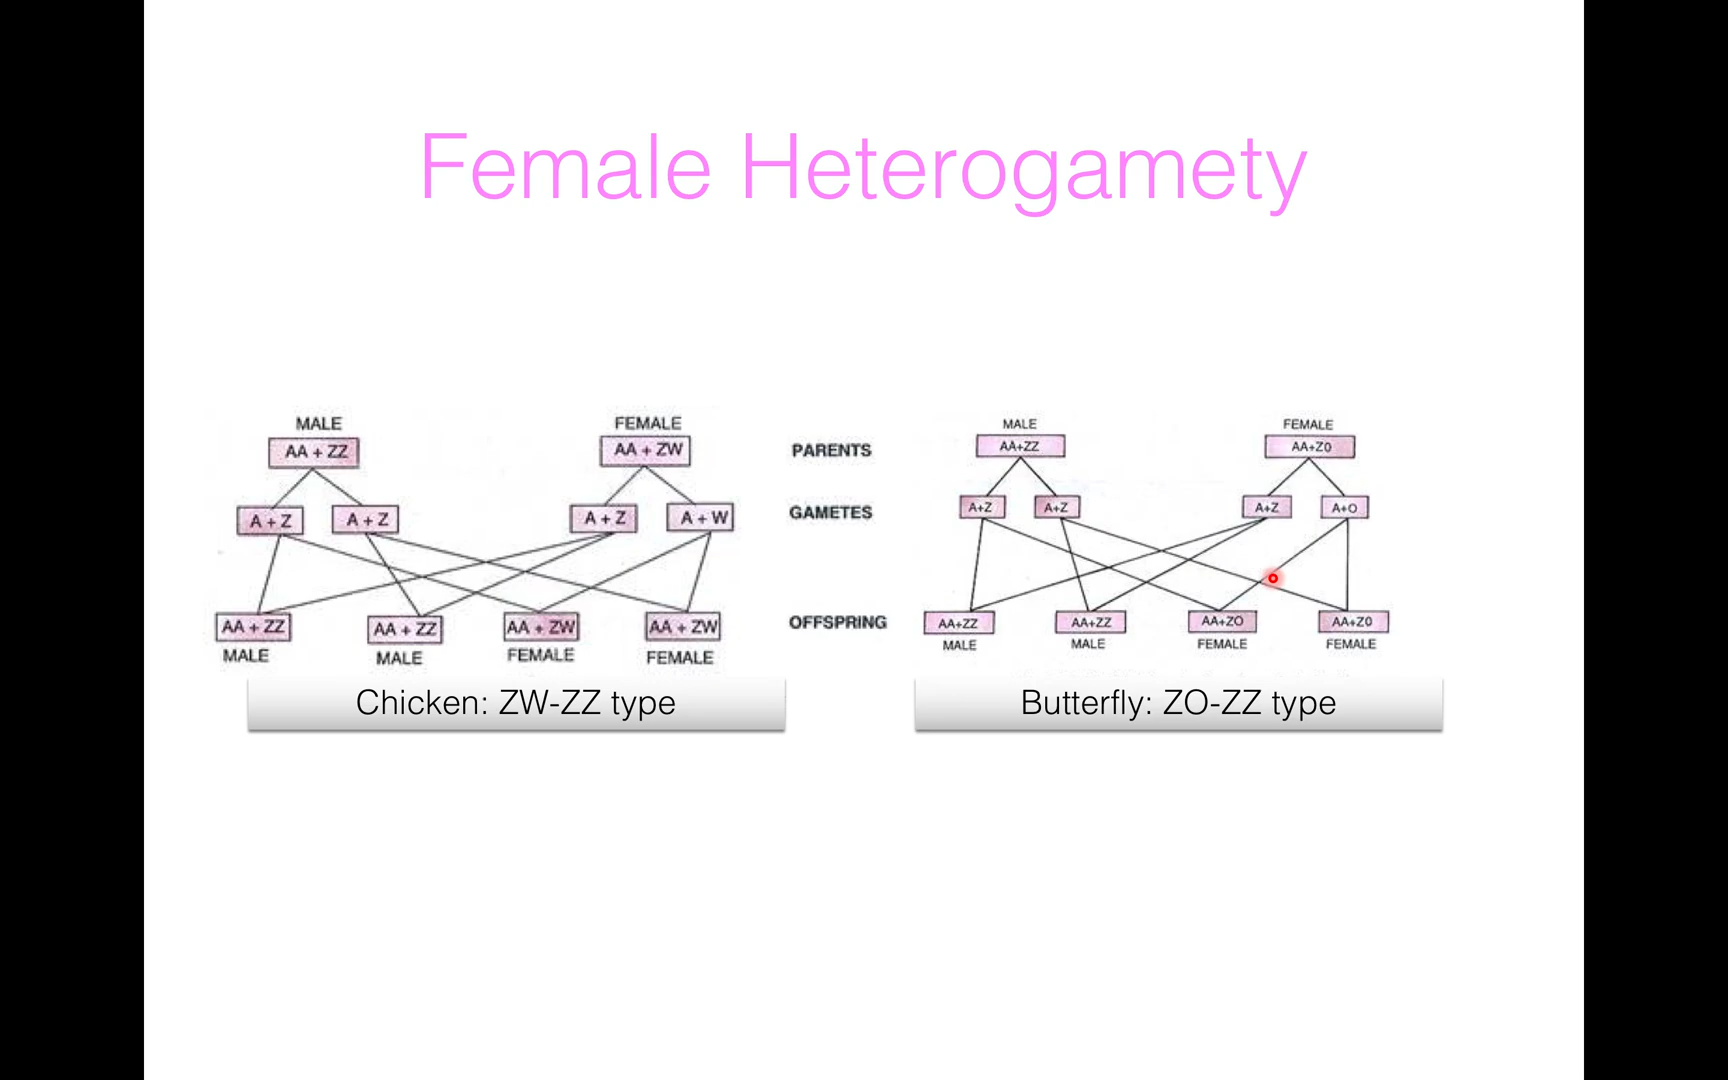 Female Heterogamety
MALE
AA + ZZ
FEMALE
AA + ZW
A + Z
A + Z
A + Z
A + W
AA + ZZ
MALE
AA + ZZ
MALE
AA + ZW
FEMALE
AA + ZW
FEMALE
Chicken: ZW-ZZ type
PARENTS
GAMETES
OFFSPRING
MALE
AA+ZZ
FEMALE
AA+Z0
A+Z
A+Z
A+Z
A+O
AA+ZZ
MALE
AA+ZZ
MALE
AA+ZO
FEMALE
AA+Z0
FEMALE
Butterfly: ZO-ZZ type